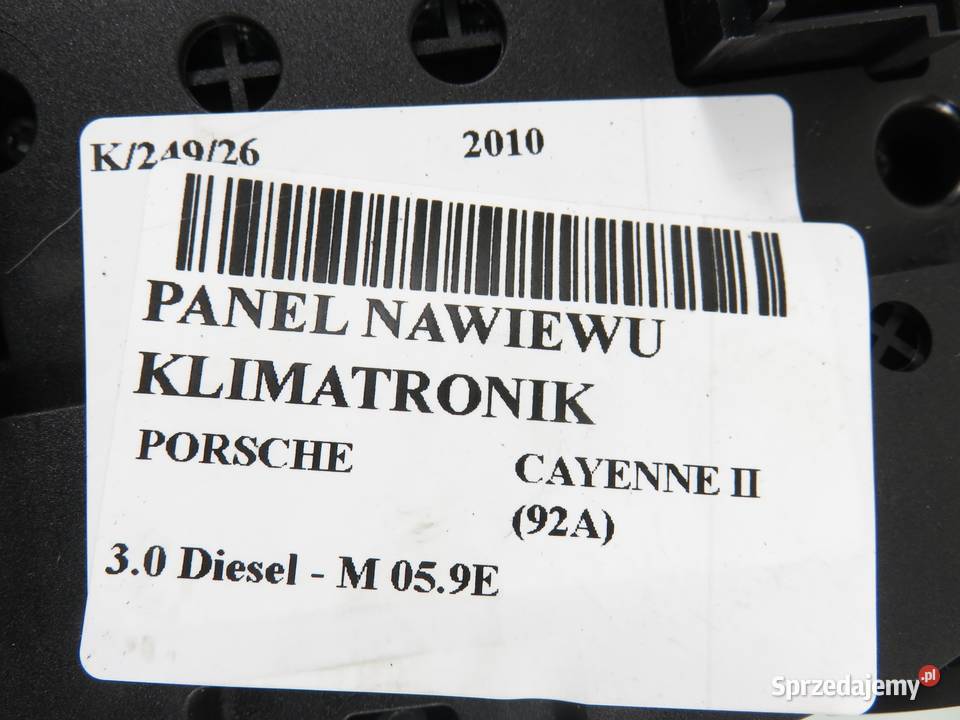 K/249/26 2010
PANEL NAWIEWU
KLIMATRONIK
PORSCHE CAYENNE II
(92A)
3.0 Diesel - M 05.9E
Sprzedajemy.pl